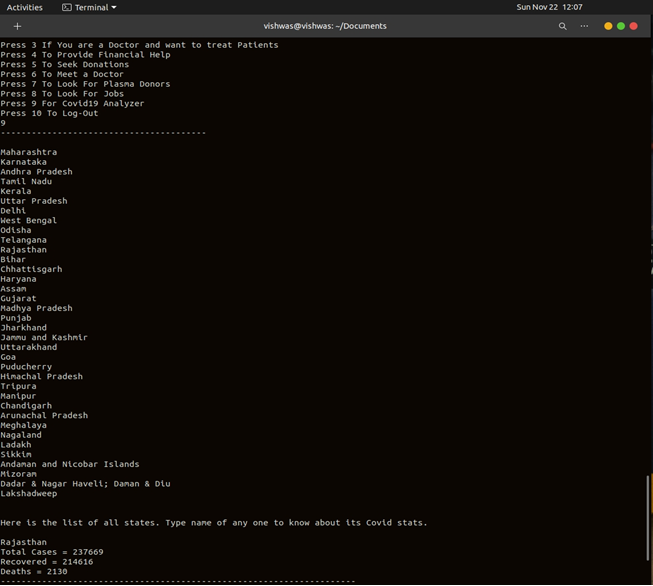 Activities
Terminal
Sun Nov 22 12:07
vishwas@vishwas: ~/Documents
Press 3 If You are a Doctor and want to treat Patients
Press 4 To Provide Financial Help
Press 5 To Seek Donations
Press 6 To Meet a Doctor
Press 7 To Look For Plasma Donors
Press 8 To Look For Jobs
Press 9 For Covid19 Analyzer
Press 10 To Log-Out
9
----------------------------------------
Maharashtra
Karnataka
Andhra Pradesh
Tamil Nadu
Kerala
Uttar Pradesh
Delhi
West Bengal
Odisha
Telangana
Rajasthan
Bihar
Chhattisgarh
Haryana
Assam
Gujarat
Madhya Pradesh
Punjab
Jharkhand
Jammu and Kashmir
Uttarakhand
Goa
Puducherry
Himachal Pradesh
Tripura
Manipur
Chandigarh
Arunachal Pradesh
Meghalaya
Nagaland
Ladakh
Sikkim
Andaman and Nicobar Islands
Mizoram
Dadar & Nagar Haveli; Daman & Diu
Lakshadweep
Here is the list of all states. Type name of any one to know about its Covid stats.
Rajasthan
Total Cases = 237669
Recovered = 214616
Deaths = 2130
--------------------------------------------------------------------